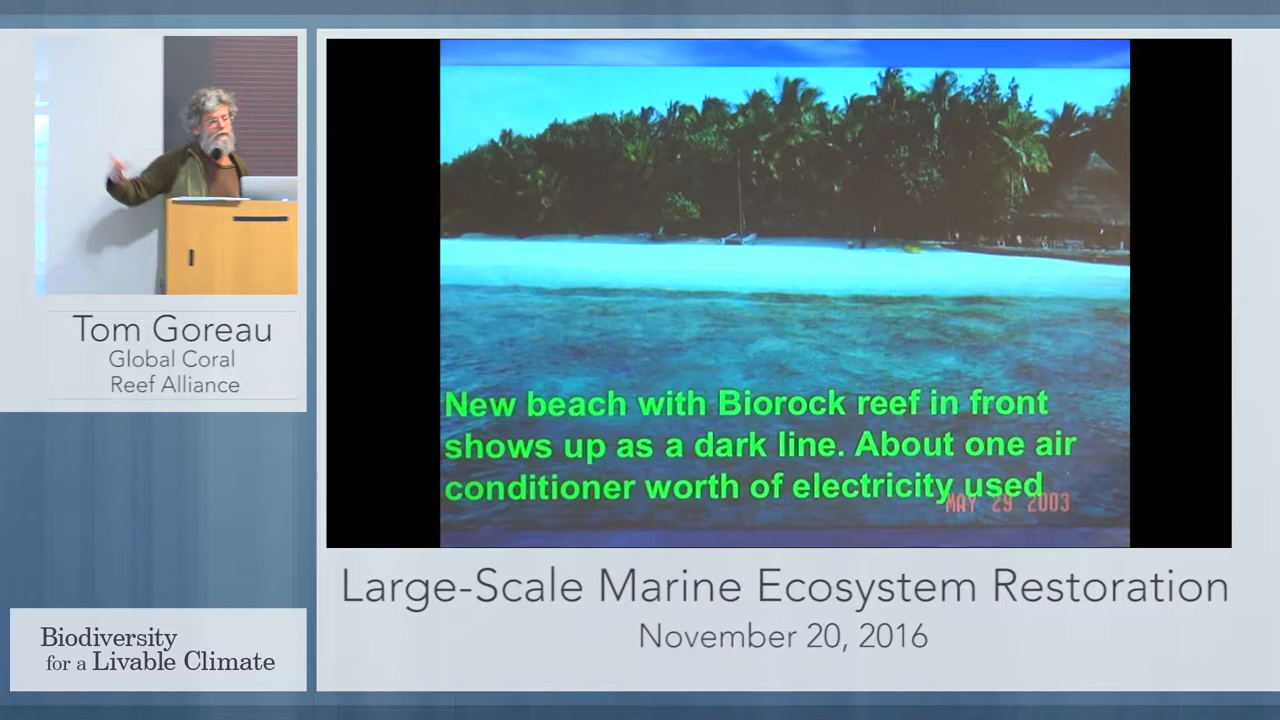 Tom Goreau
Global Coral
Reef Alliance
New beach with Biorock reef in front
shows up as a dark line. About one air
conditioner worth of electricity used
MAY 29 2003
Large-Scale Marine Ecosystem Restoration
November 20, 2016
Biodiversity
for a Livable Climate